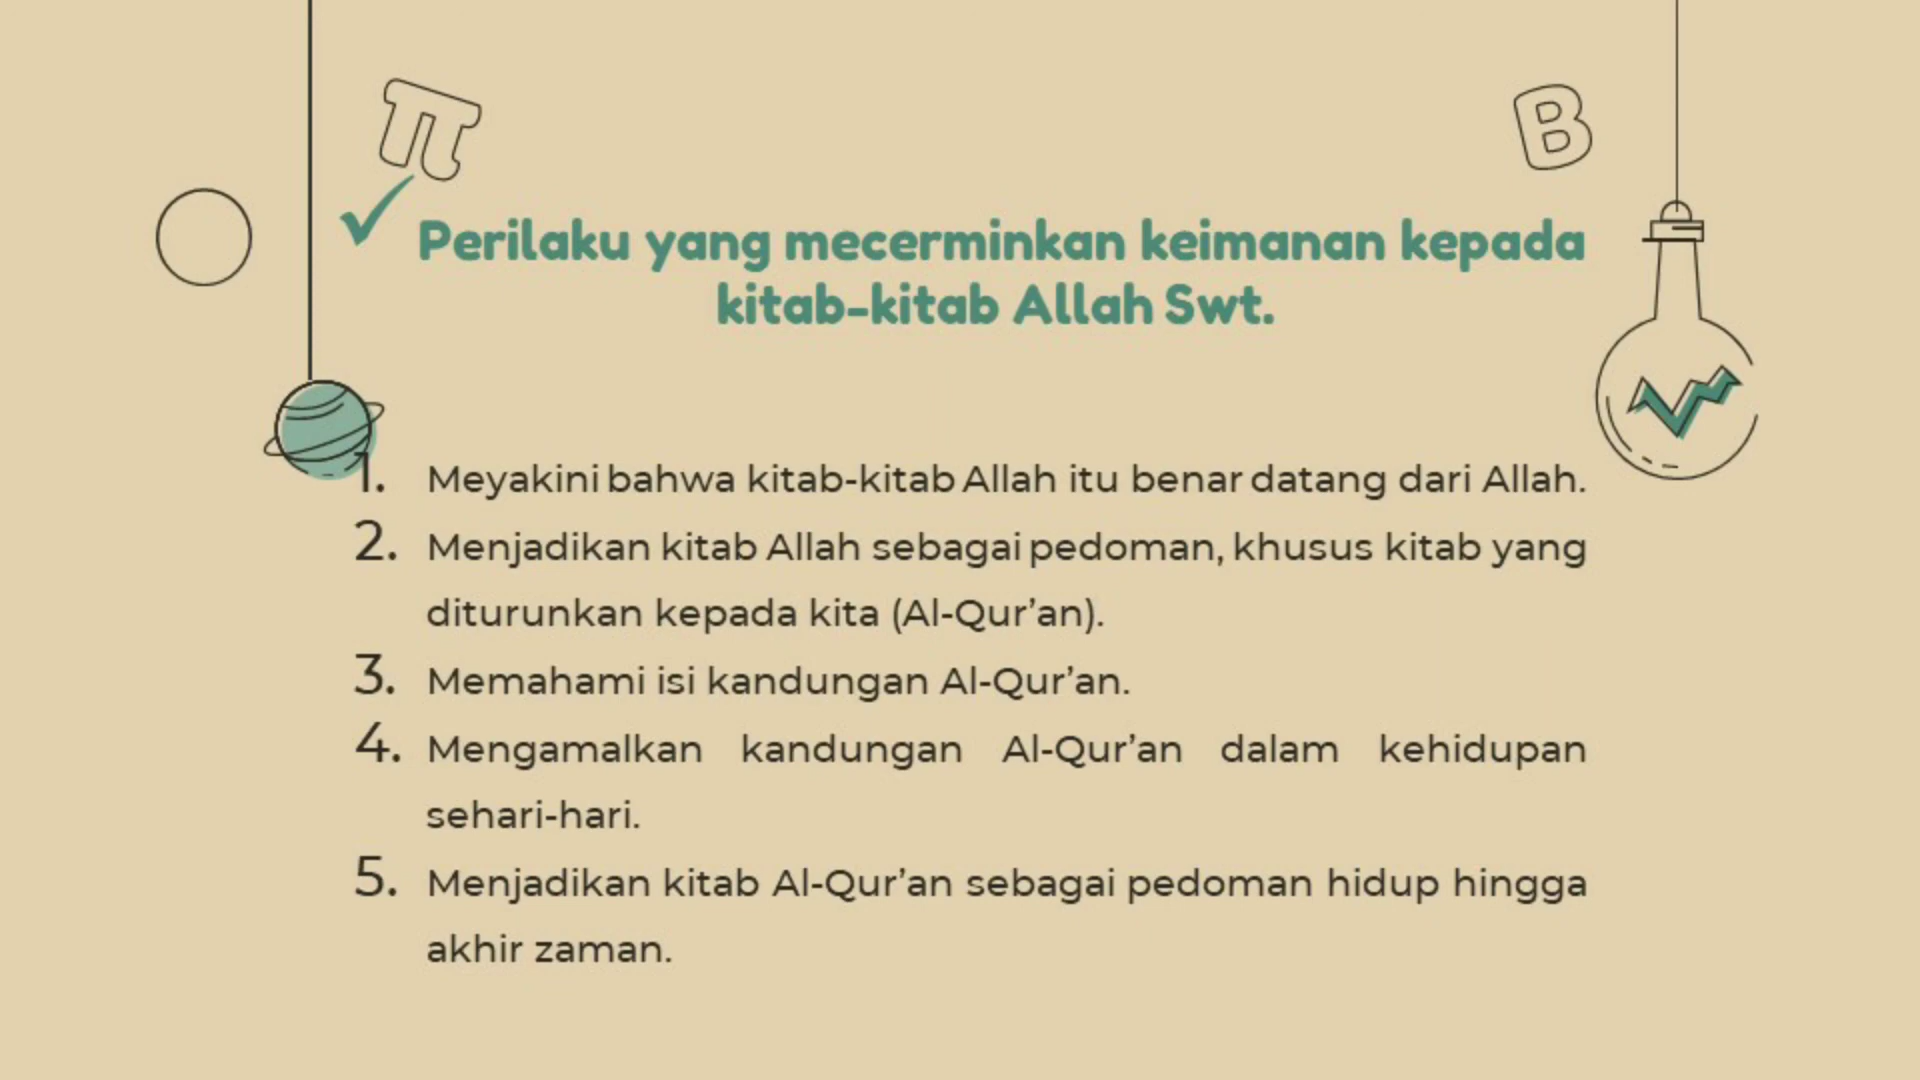 π
B
✓ Perilaku yang mecerminkan keimanan kepada
kitab-kitab Allah Swt.
1. Meyakini bahwa kitab-kitab Allah itu benar datang dari Allah.
2. Menjadikan kitab Allah sebagai pedoman, khusus kitab yang
diturunkan kepada kita (Al-Qur’an).
3. Memahami isi kandungan Al-Qur’an.
4. Mengamalkan kandungan Al-Qur’an dalam kehidupan
sehari-hari.
5. Menjadikan kitab Al-Qur’an sebagai pedoman hidup hingga
akhir zaman.